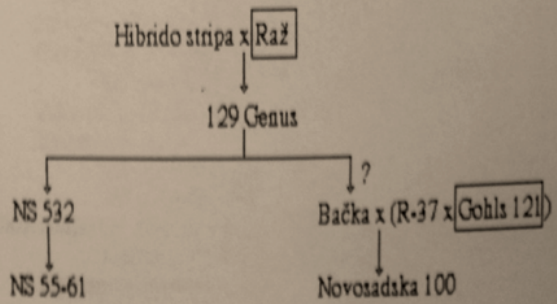 Hibrido stripa x Raž
129 Genus
?
NS 532
Bačka x (R-37 x Gohls 121)
NS 55-61
Novosadska 100